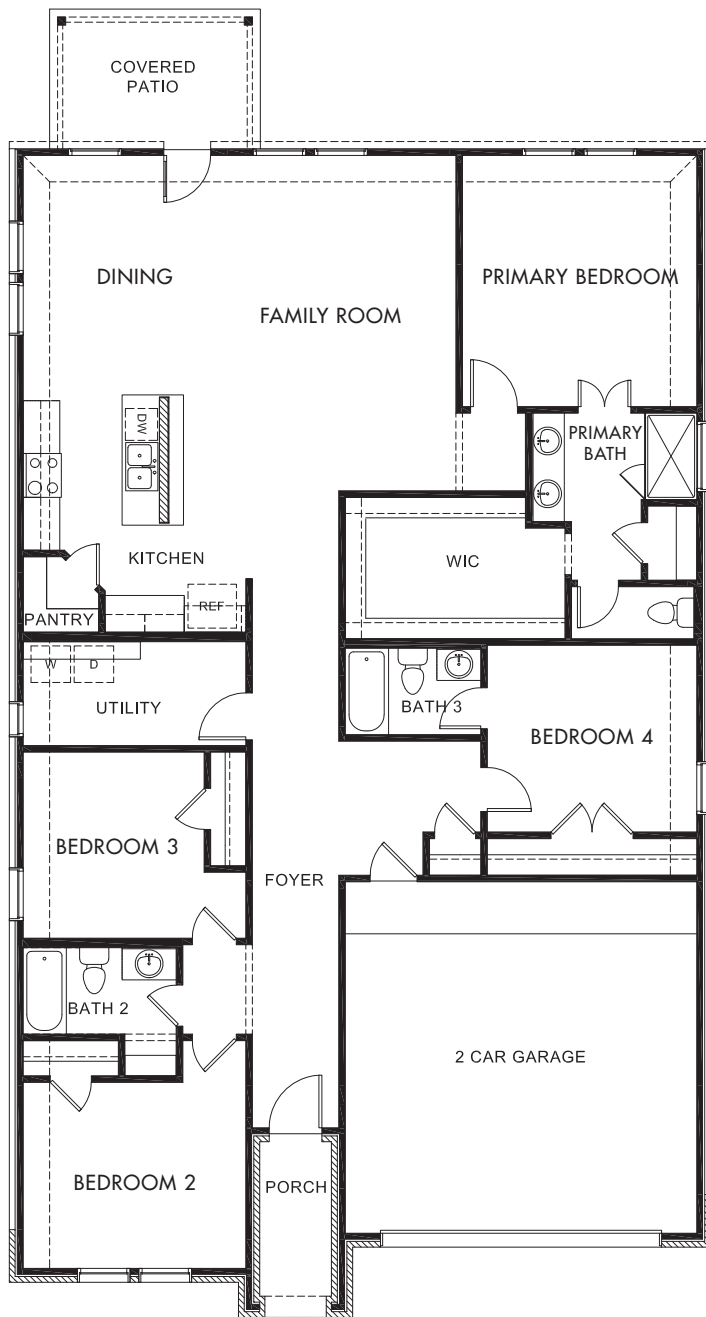 COVERED
PATIO
DINING
PRIMARY BEDROOM
FAMILY ROOM
DW
PRIMARY
BATH
KITCHEN
WIC
REF
PANTRY
W
D
UTILITY
BATH 3
BEDROOM 4
BEDROOM 3
FOYER
BATH 2
2 CAR GARAGE
BEDROOM 2
PORCH